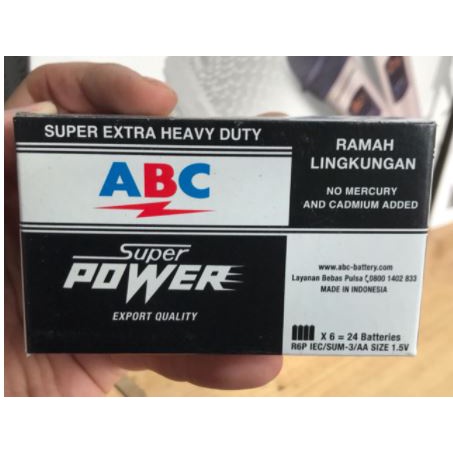 SUPER EXTRA HEAVY DUTY
ABC
Super
POWER
EXPORT QUALITY
RAMAH
LINGKUNGAN
NO MERCURY
AND CADMIUM ADDED
www.abc-battery.com
Layanan Bebas Pulsa 0800 1402 833
MADE IN INDONESIA
X 6 = 24 Batteries
R6P IEC/SUM-3/AA SIZE 1.5V